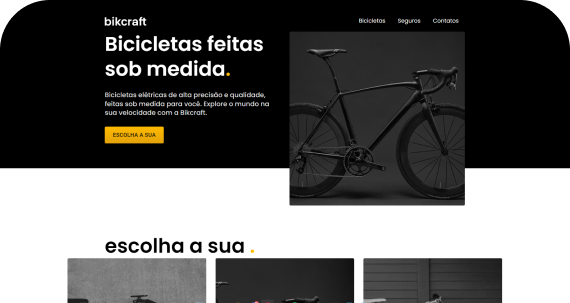 bikcraft
Bicicletas
Seguros
Contatos
Bicicletas feitas
sob medida.
Bicicletas elétricas de alta precisão e qualidade,
feitas sob medida para você. Explore o mundo na
sua velocidade com a Bikcraft.
ESCOLHA A SUA
escolha a sua .